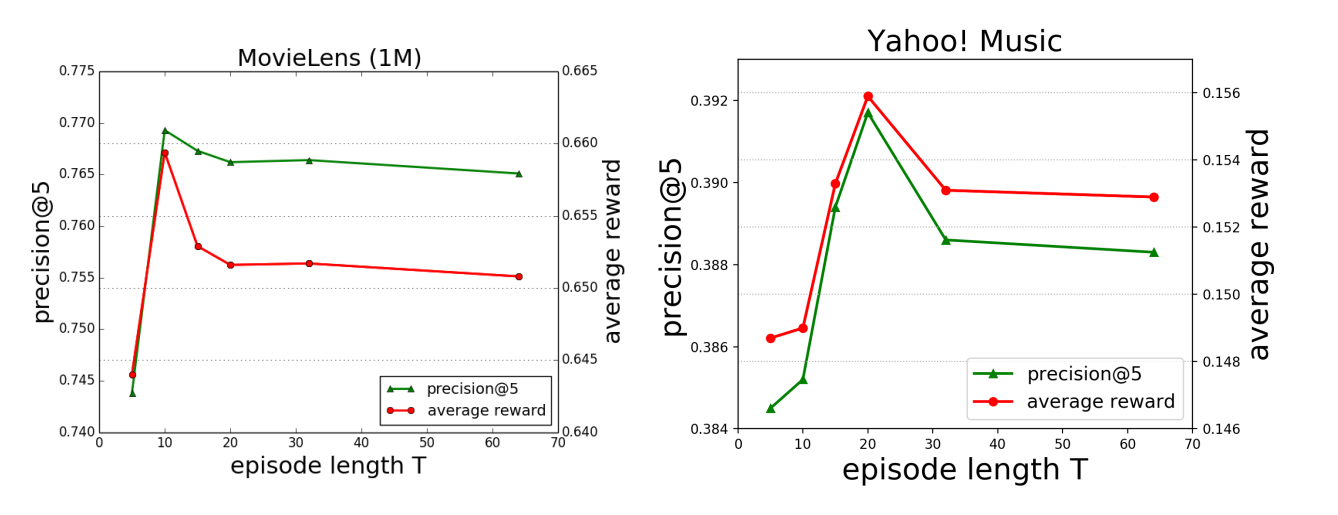 MovieLens (1M)
0.775
0.770
0.765
0.760
0.755
0.750
0.745
0.740
precision@5
0.665
0.660
0.655
0.650
0.645
0.640
average reward
precision@5
average reward
0 10 20 30 40 50 60 70
episode length T
Yahoo! Music
0.392
0.390
0.388
0.386
0.384
precision@5
0.156
0.154
0.152
0.150
0.148
0.146
average reward
precision@5
average reward
0 10 20 30 40 50 60 70
episode length T